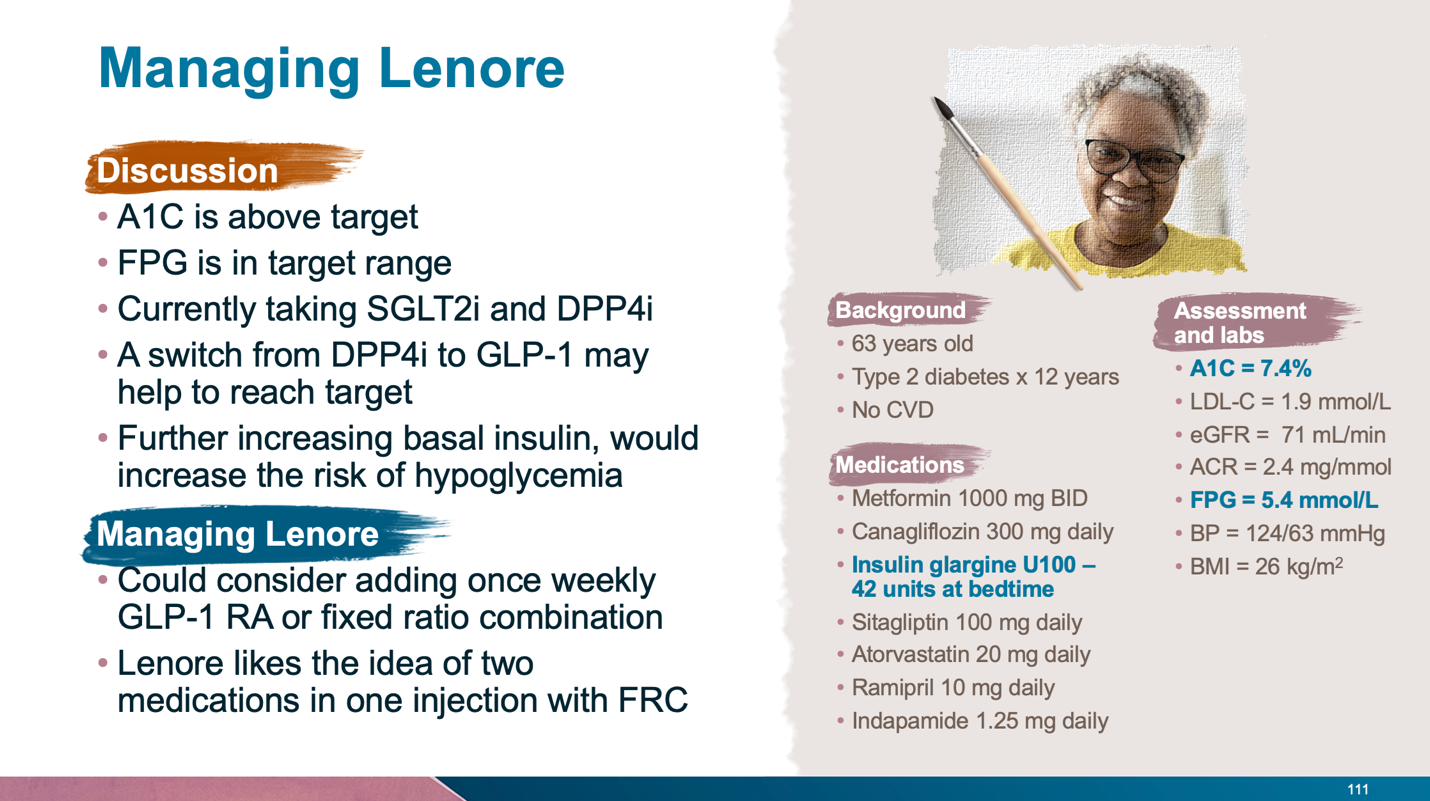 Managing Lenore
Discussion
• A1C is above target
• FPG is in target range
• Currently taking SGLT2i and DPP4i
• A switch from DPP4i to GLP-1 may
help to reach target
• Further increasing basal insulin, would
increase the risk of hypoglycemia
Managing Lenore
• Could consider adding once weekly
GLP-1 RA or fixed ratio combination
• Lenore likes the idea of two
medications in one injection with FRC
Background
• 63 years old
• Type 2 diabetes x 12 years
• No CVD
Medications
• Metformin 1000 mg BID
• Canagliflozin 300 mg daily
• Insulin glargine U100 –
42 units at bedtime
• Sitagliptin 100 mg daily
• Atorvastatin 20 mg daily
• Ramipril 10 mg daily
• Indapamide 1.25 mg daily
Assessment
and labs
• A1C = 7.4%
• LDL-C = 1.9 mmol/L
• eGFR = 71 mL/min
• ACR = 2.4 mg/mmol
• FPG = 5.4 mmol/L
• BP = 124/63 mmHg
• BMI = 26 kg/m²
111